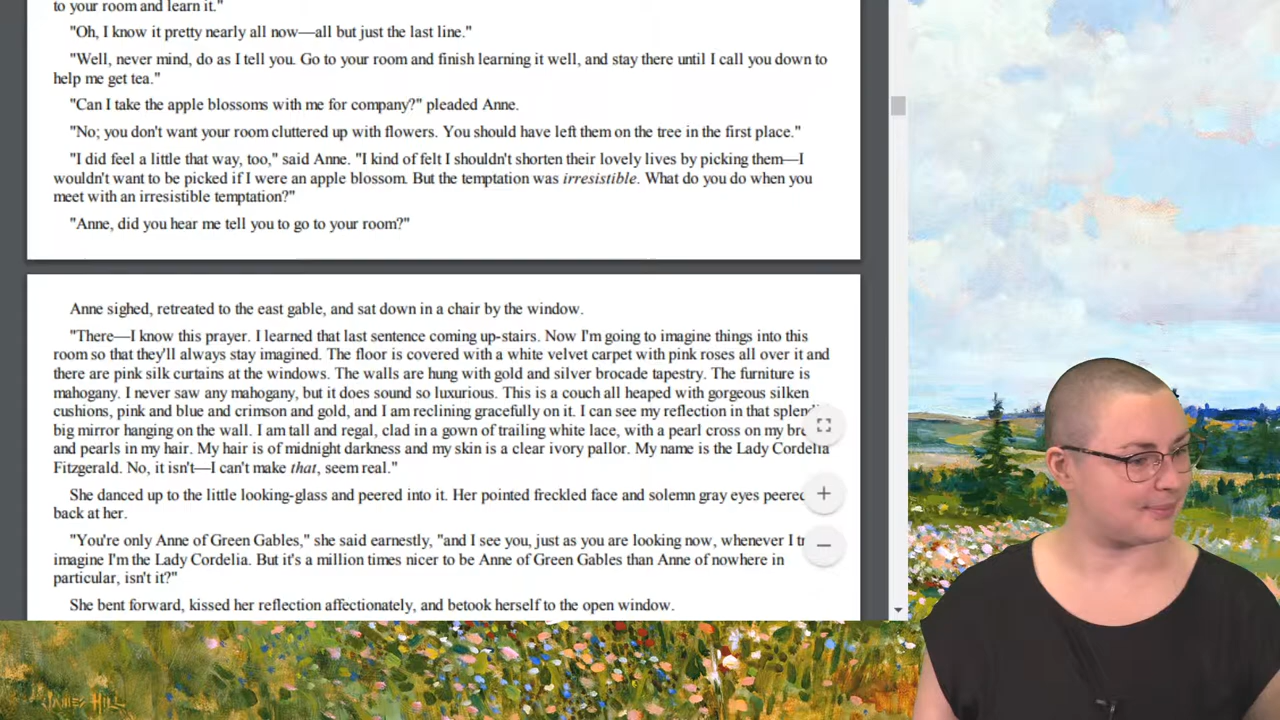 to your room and learn it."
"Oh, I know it pretty nearly all now—all but just the last line."
"Well, never mind, do as I tell you. Go to your room and finish learning it well, and stay there until I call you down to
help me get tea."
"Can I take the apple blossoms with me for company?" pleaded Anne.
"No; you don't want your room cluttered up with flowers. You should have left them on the tree in the first place."
"I did feel a little that way, too," said Anne. "I kind of felt I shouldn't shorten their lovely lives by picking them—I
wouldn't want to be picked if I were an apple blossom. But the temptation was irresistible. What do you do when you
meet with an irresistible temptation?"
"Anne, did you hear me tell you to go to your room?"
Anne sighed, retreated to the east gable, and sat down in a chair by the window.
"There—I know this prayer. I learned that last sentence coming up-stairs. Now I'm going to imagine things into this
room so that they'll always stay imagined. The floor is covered with a white velvet carpet with pink roses all over it and
there are pink silk curtains at the windows. The walls are hung with gold and silver brocade tapestry. The furniture is
mahogany. I never saw any mahogany, but it does sound so luxurious. This is a couch all heaped with gorgeous silken
cushions, pink and blue and crimson and gold, and I am reclining gracefully on it. I can see my reflection in that
big mirror hanging on the wall. I am tall and regal, clad in a gown of trailing white lace, with a pearl cross on my
and pearls in my hair. My hair is of midnight darkness and my skin is a clear ivory pallor. My name is the Lady Cordelia
Fitzgerald. No, it isn't—I can't make that, seem real."
She danced up to the little looking-glass and peered into it. Her pointed freckled face and solemn gray eyes peered
back at her.
"You're only Anne of Green Gables," she said earnestly, "and I see you, just as you are looking now, whenever I
imagine I'm the Lady Cordelia. But it's a million times nicer to be Anne of Green Gables than Anne of nowhere in
particular, isn't it?"
She bent forward, kissed her reflection affectionately, and betook herself to the open window.
JAMES HILL